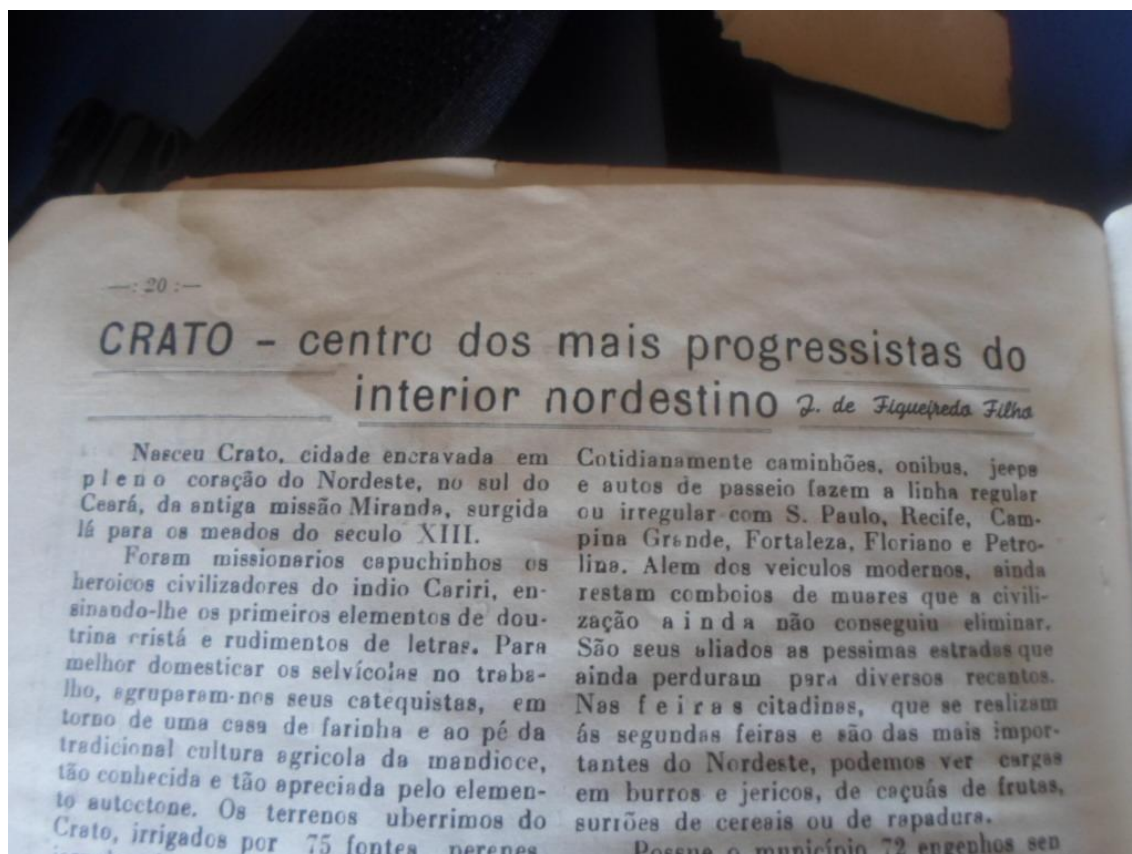 —: 20 :—
CRATO – centro dos mais progressistas do
interior nordestino J. de Figueiredo Filho
Nasceu Crato, cidade encravada em
pleno coração do Nordeste, no sul do
Ceará, da antiga missão Miranda, surgida
lá para os meados do seculo XIII.
Foram missionarios capuchinhos os
heroicos civilizadores do indio Cariri, en-
sinando-lhe os primeiros elementos de dou-
trina cristá e rudimentos de letras. Para
melhor domesticar os selvícolas no traba-
lho, agruparam-nos seus catequistas, em
torno de uma casa de farinha e ao pé da
tradicional cultura agricola da mandioce,
tão conhecida e tão apreciada pelo elemen-
to autoctone. Os terrenos uberrimos do
Crato, irrigados por 75 fontes perenes,
Cotidianamente caminhões, onibus, jeeps
e autos de passeio fazem a linha regular
ou irregular com S. Paulo, Recife, Cam-
pina Grande, Fortaleza, Floriano e Petro-
lina. Alem dos veiculos modernos, ainda
restam comboios de muares que a civili-
zação ainda não conseguiu eliminar.
São seus aliados as pessimas estradas que
ainda perduram para diversos recantos.
Nas feiras citadinas, que se realizam
ás segundas feiras e são das mais impor-
tantes do Nordeste, podemos ver cargas
em burros e jericos, de caçuás de frutas,
surrões de cereais ou de rapadura.
Possue o município 72 engenhos sen